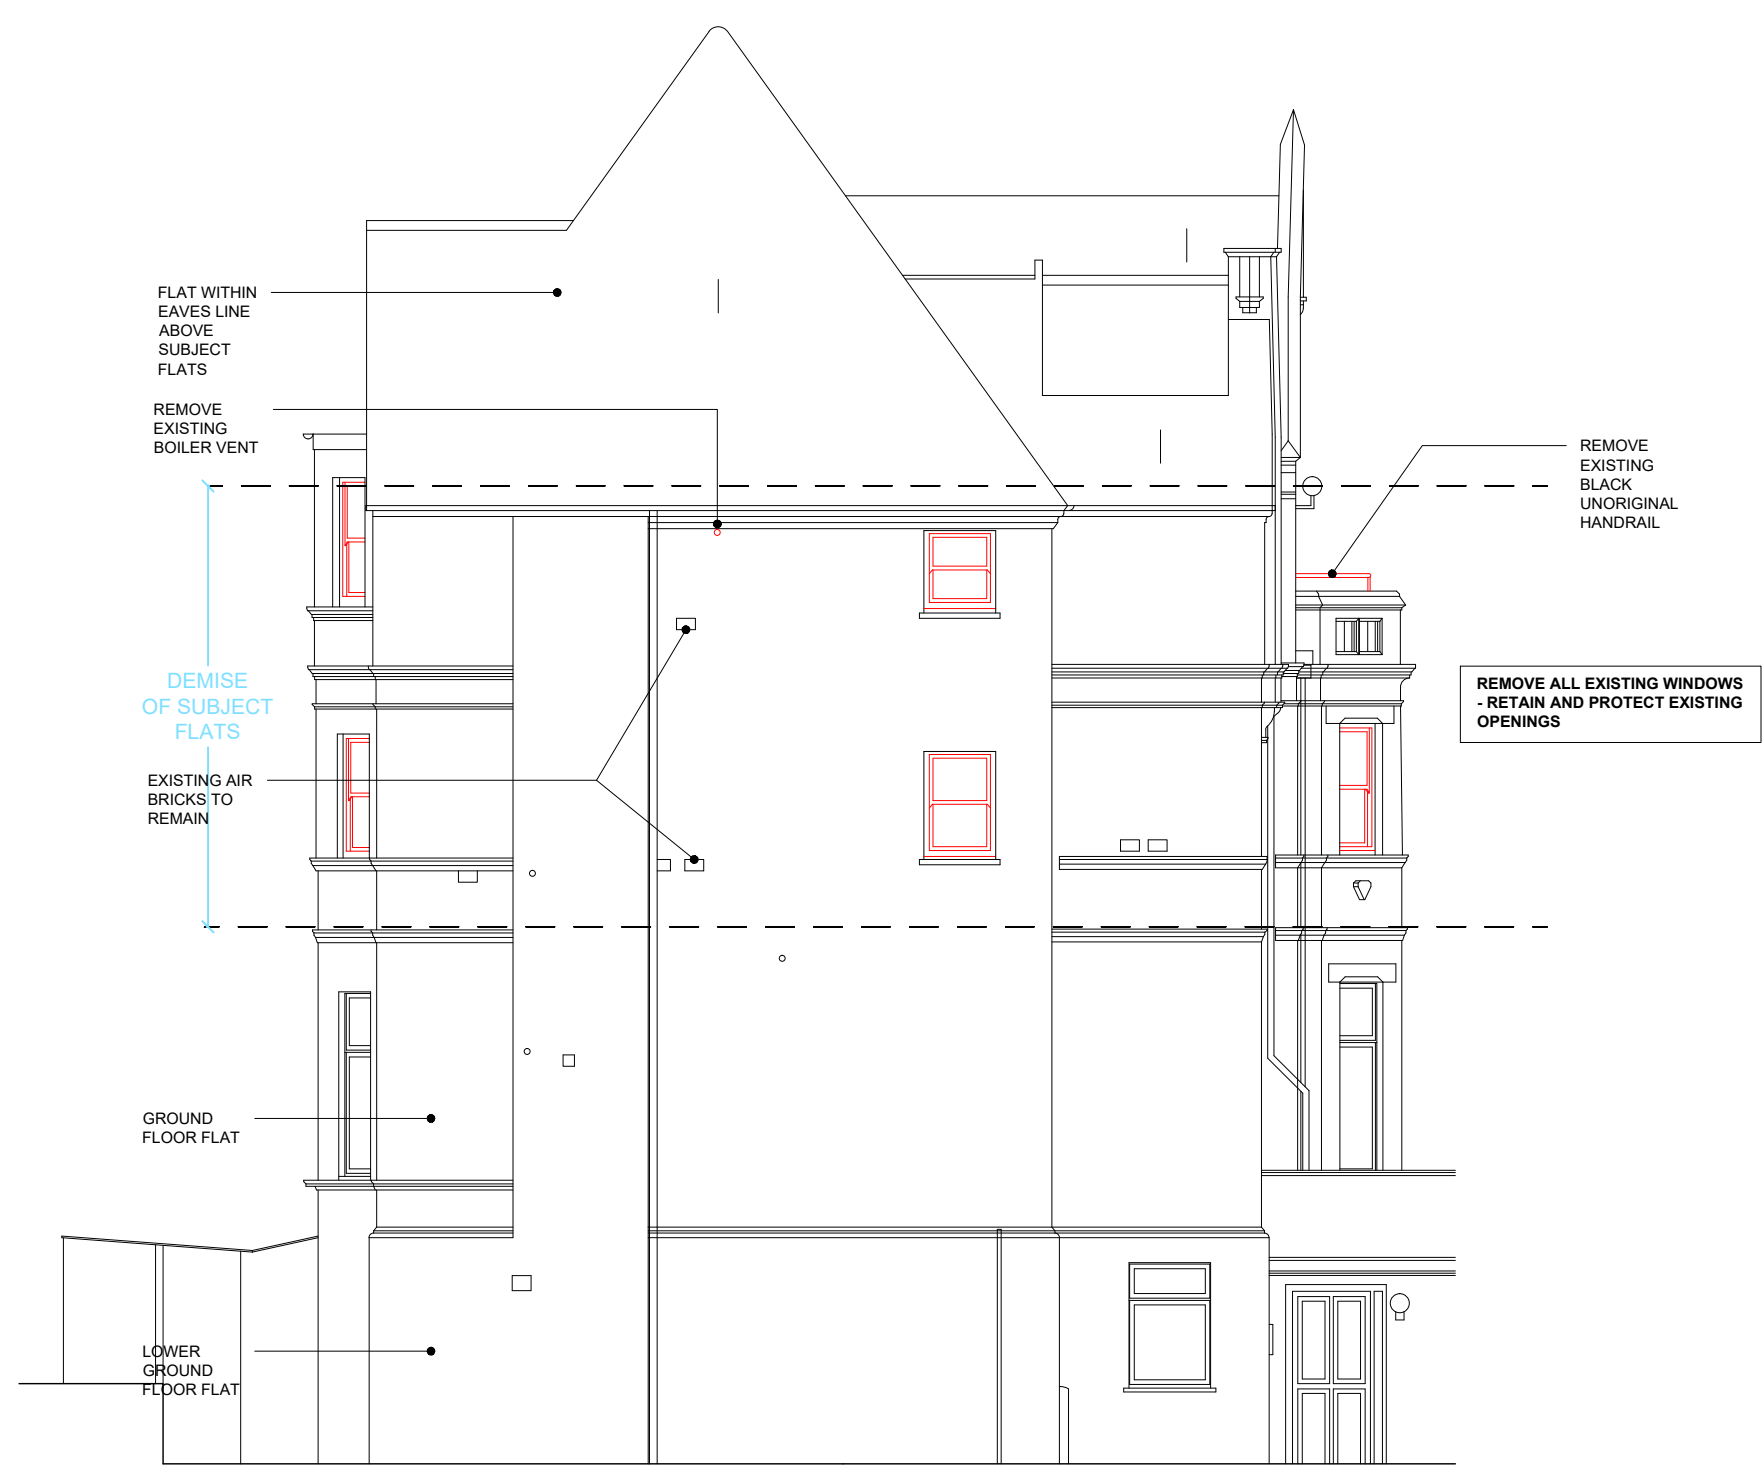 FLAT WITHIN
EAVES LINE
ABOVE
SUBJECT
FLATS
REMOVE
EXISTING
BOILER VENT
REMOVE
EXISTING
BLACK
UNORIGINAL
HANDRAIL
DEMISE
OF SUBJECT
FLATS
REMOVE ALL EXISTING WINDOWS
- RETAIN AND PROTECT EXISTING
OPENINGS
EXISTING AIR
BRICKS TO
REMAIN
GROUND
FLOOR FLAT
LOWER
GROUND
FLOOR FLAT